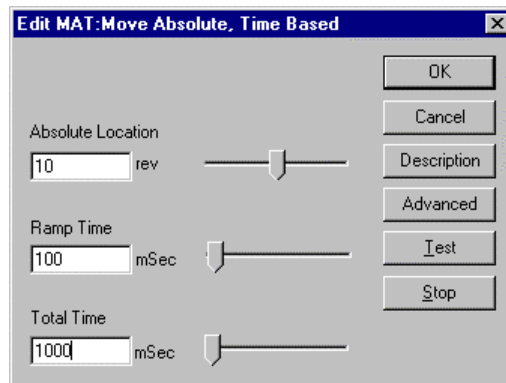 Edit MAT:Move Absolute, Time Based
OK
Cancel
Absolute Location
10 rev
Description
Advanced
Ramp Time
100 mSec
Test
Stop
Total Time
1000 mSec